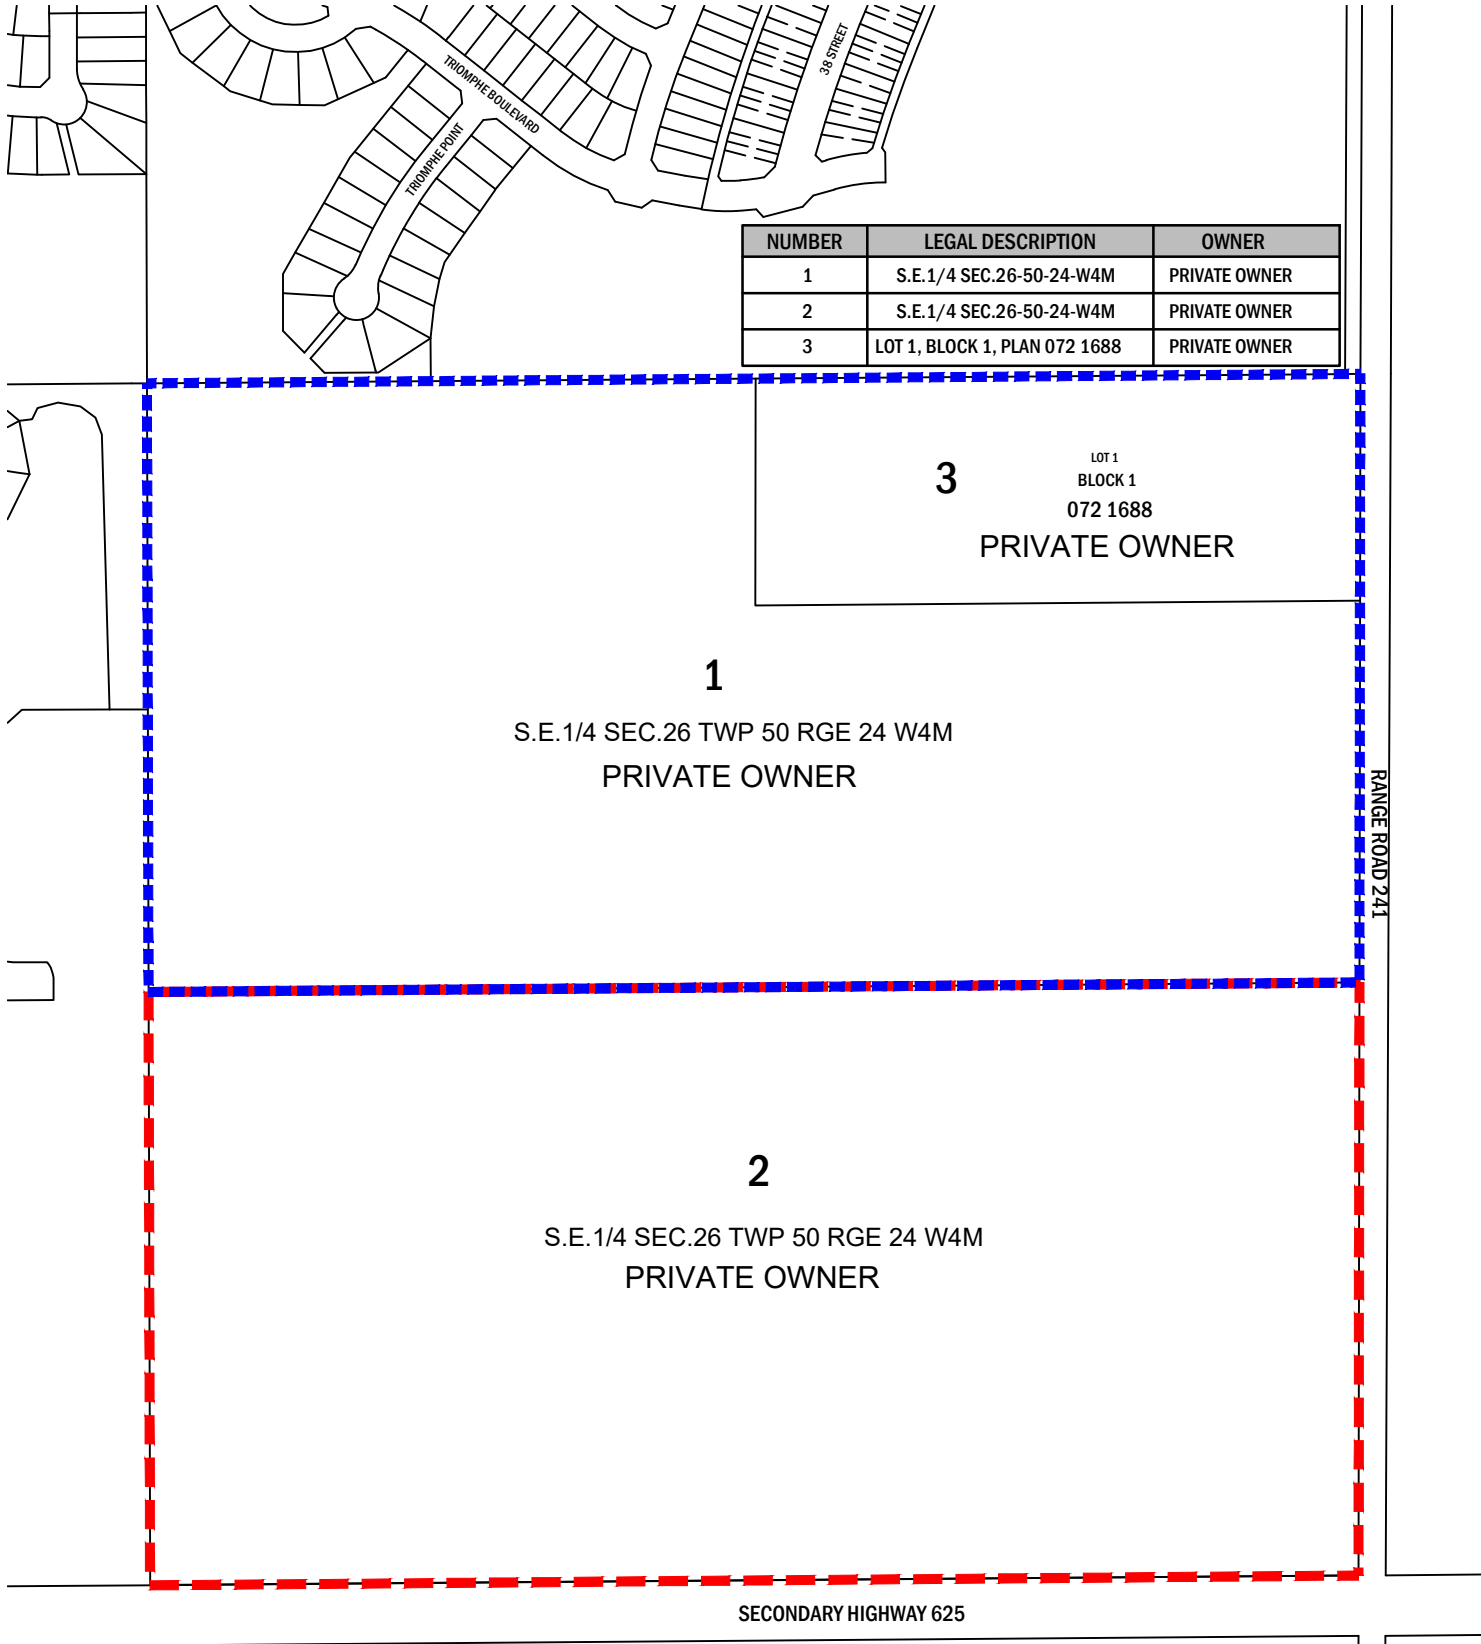 38 STREET
TRIOMPHE BOULEVARD
TRIOMPHE POINT
NUMBER LEGAL DESCRIPTION OWNER
1 S.E.1/4 SEC.26-50-24-W4M PRIVATE OWNER
2 S.E.1/4 SEC.26-50-24-W4M PRIVATE OWNER
3 LOT 1, BLOCK 1, PLAN 072 1688 PRIVATE OWNER
3
LOT 1
BLOCK 1
072 1688
PRIVATE OWNER
1
S.E.1/4 SEC.26 TWP 50 RGE 24 W4M
PRIVATE OWNER
RANGE ROAD 241
2
S.E.1/4 SEC.26 TWP 50 RGE 24 W4M
PRIVATE OWNER
SECONDARY HIGHWAY 625